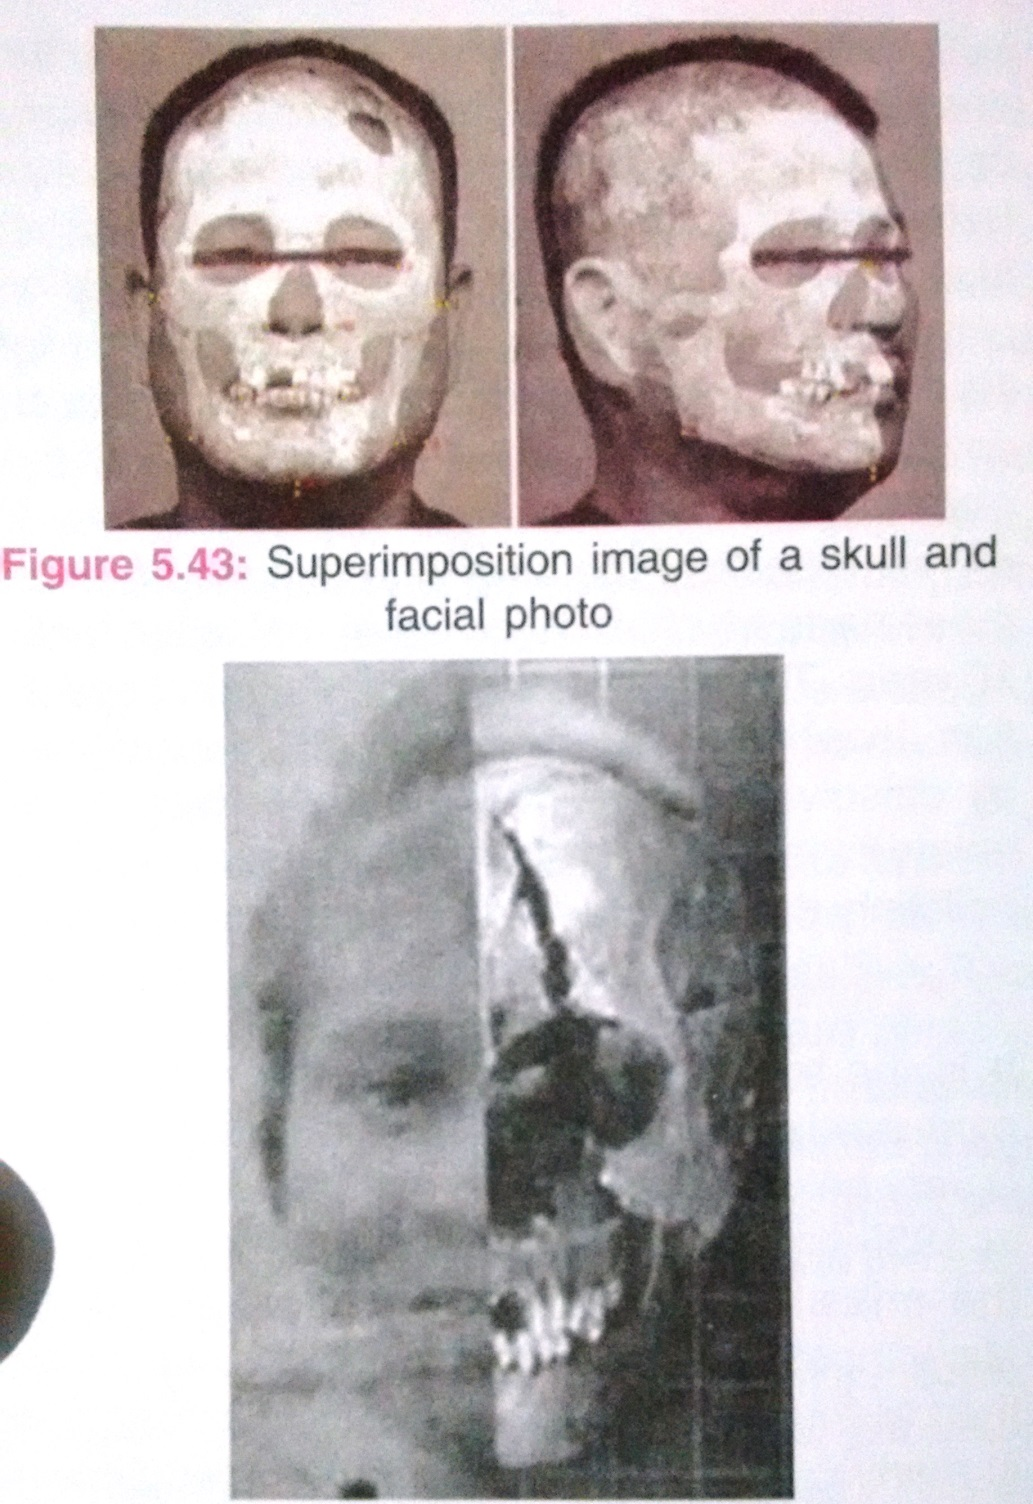 Figure 5.43: Superimposition image of a skull and
facial photo